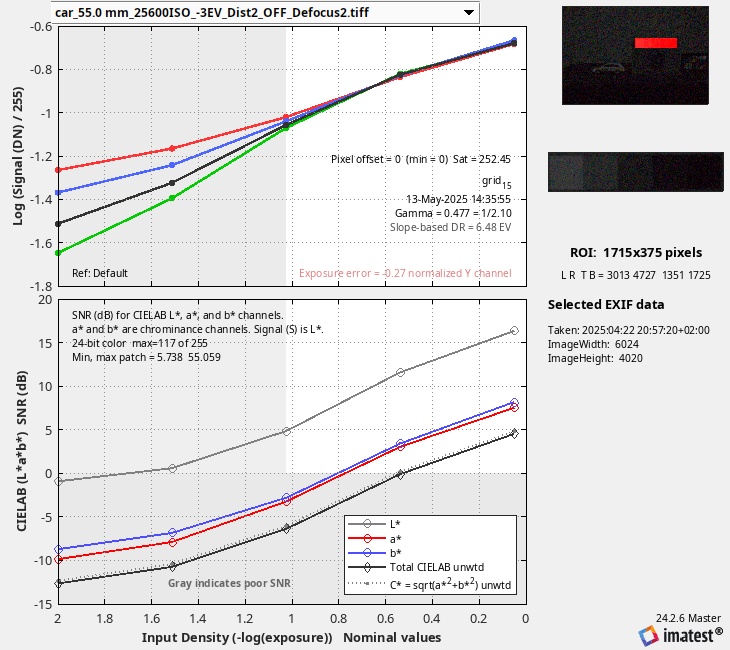 car_55.0 mm_25600ISO_-3EV_Dist2_OFF_Defocus2.tiff
-0.6
-0.8
-1
-1.2
-1.4
-1.6
-1.8
Log (Signal (DN) / 255)
Pixel offset = 0 (min = 0) Sat = 252.45
grid15
13-May-2025 14:35:55
Gamma = 0.477 = 1/2.10
Slope-based DR = 6.48 EV
Ref: Default
Exposure error = -0.27 normalized Y channel
ROI: 1715x375 pixels
L R T B = 3013 4727 1351 1725
Selected EXIF data
Taken: 2025:04:22 20:57:20+02:00
ImageWidth: 6024
ImageHeight: 4020
20
15
10
5
0
-5
-10
-15
CIELAB (L*a*b*) SNR (dB)
SNR (dB) for CIELAB L*, a*, and b* channels.
a* and b* are chrominance channels. Signal (S) is L*.
24-bit color max=117 of 255
Min, max patch = 5.738 55.059
L*
a*
b*
Total CIELAB unwtd
C* = sqrt(a*2+b*2) unwtd
Gray indicates poor SNR
2 1.8 1.6 1.4 1.2 1 0.8 0.6 0.4 0.2 0
Input Density (-log(exposure)) Nominal values
24.2.6 Master
imatest®